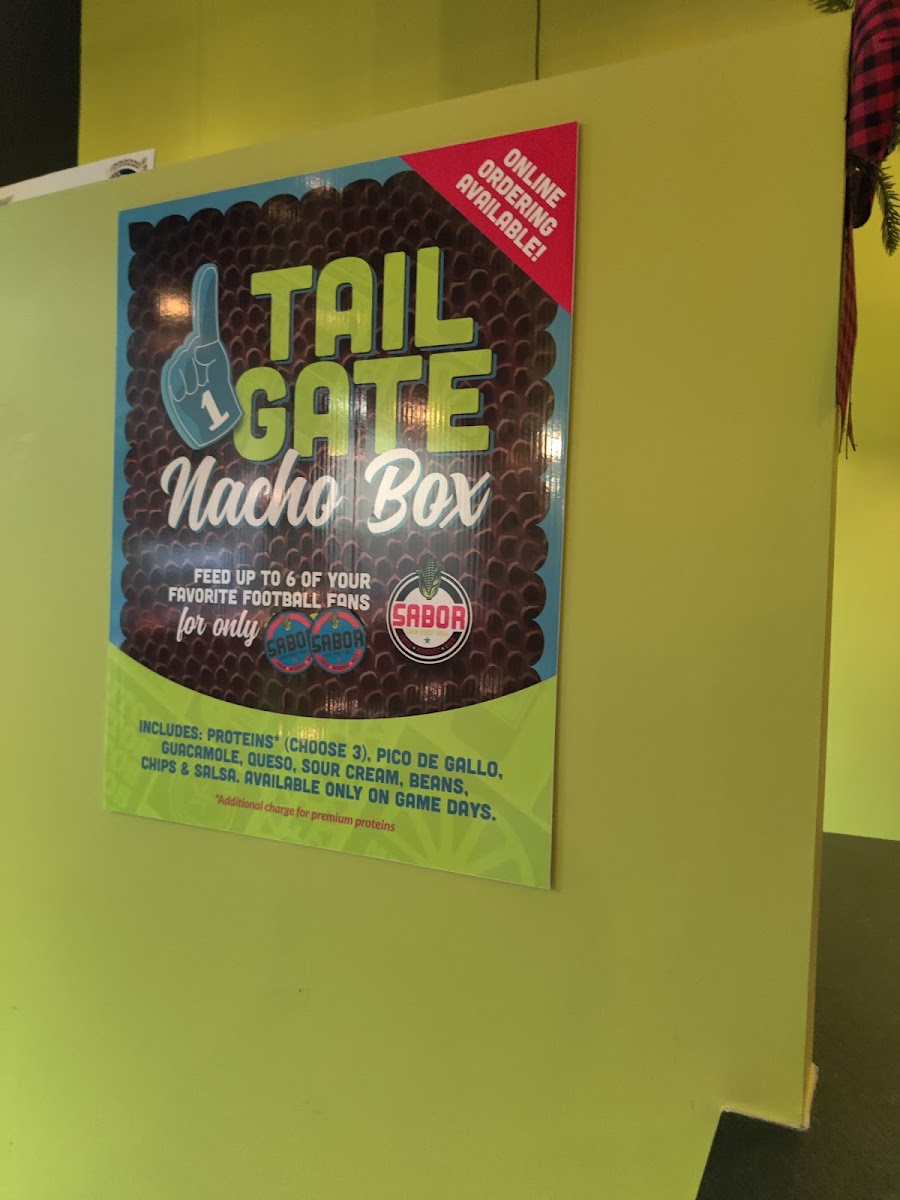 ONLINE
ORDERING
AVAILABLE!
1
TAIL
GATE
Nacho Box
FEED UP TO 6 OF YOUR
FAVORITE FOOTBALL FANS
for only
SABO
SABOR
SABOR
INCLUDES: PROTEINS* (CHOOSE 3), PICO DE GALLO,
GUACAMOLE, QUESO, SOUR CREAM, BEANS,
CHIPS & SALSA. AVAILABLE ONLY ON GAME DAYS.
*Additional charge for premium proteins